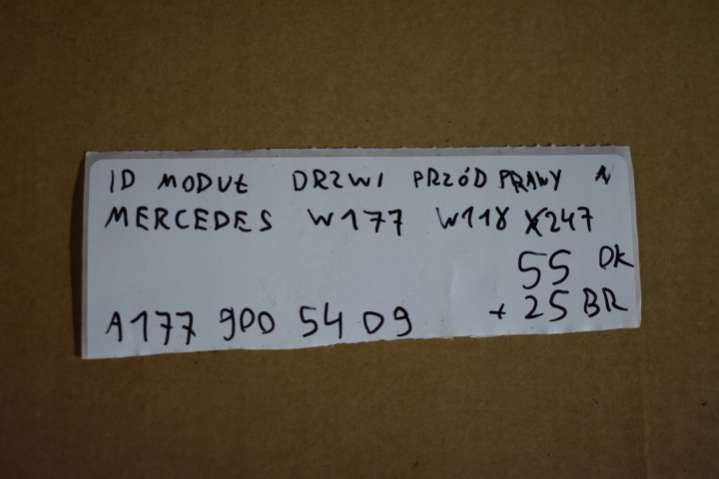 ID MODUŁ DRZWI PRZÓD PRAWY N
MERCEDES W177 W118 X247
55 OK
A177 900 54 09 + 25 BR